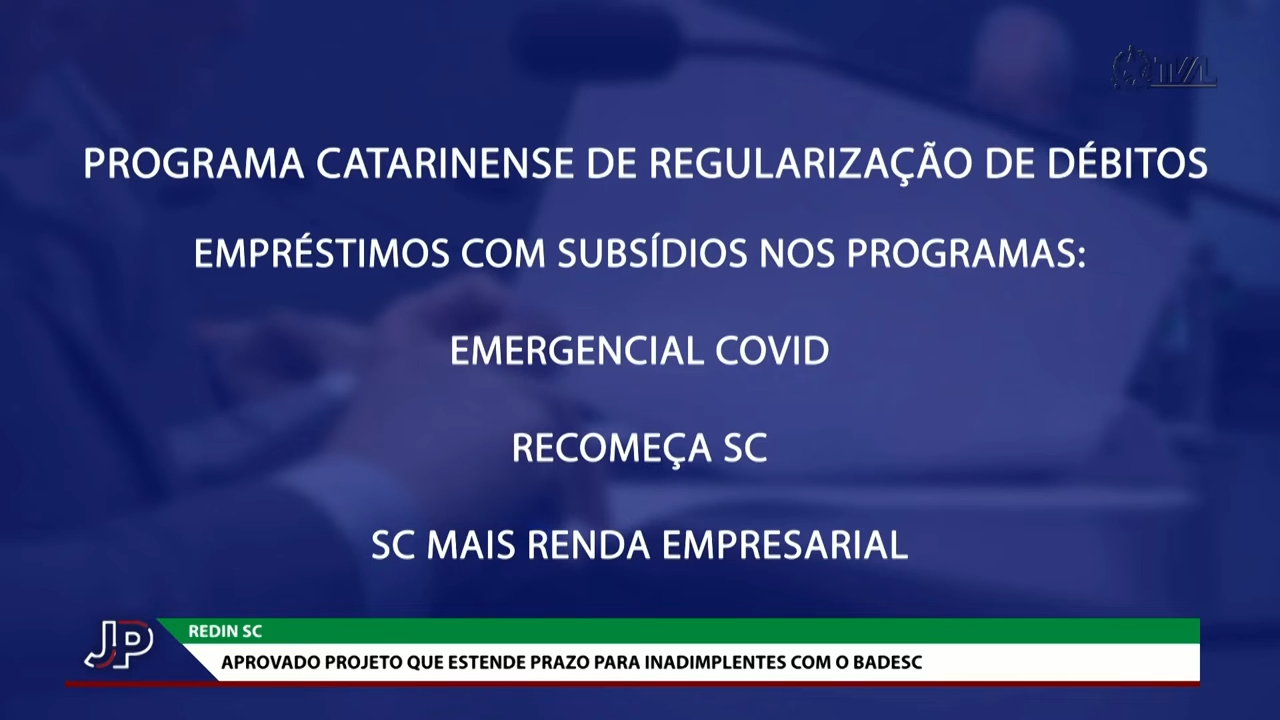 TVAL
PROGRAMA CATARINENSE DE REGULARIZAÇÃO DE DÉBITOS
EMPRÉSTIMOS COM SUBSÍDIOS NOS PROGRAMAS:
EMERGENCIAL COVID
RECOMEÇA SC
SC MAIS RENDA EMPRESARIAL
JP
REDIN SC
APROVADO PROJETO QUE ESTENDE PRAZO PARA INADIMPLENTES COM O BADESC